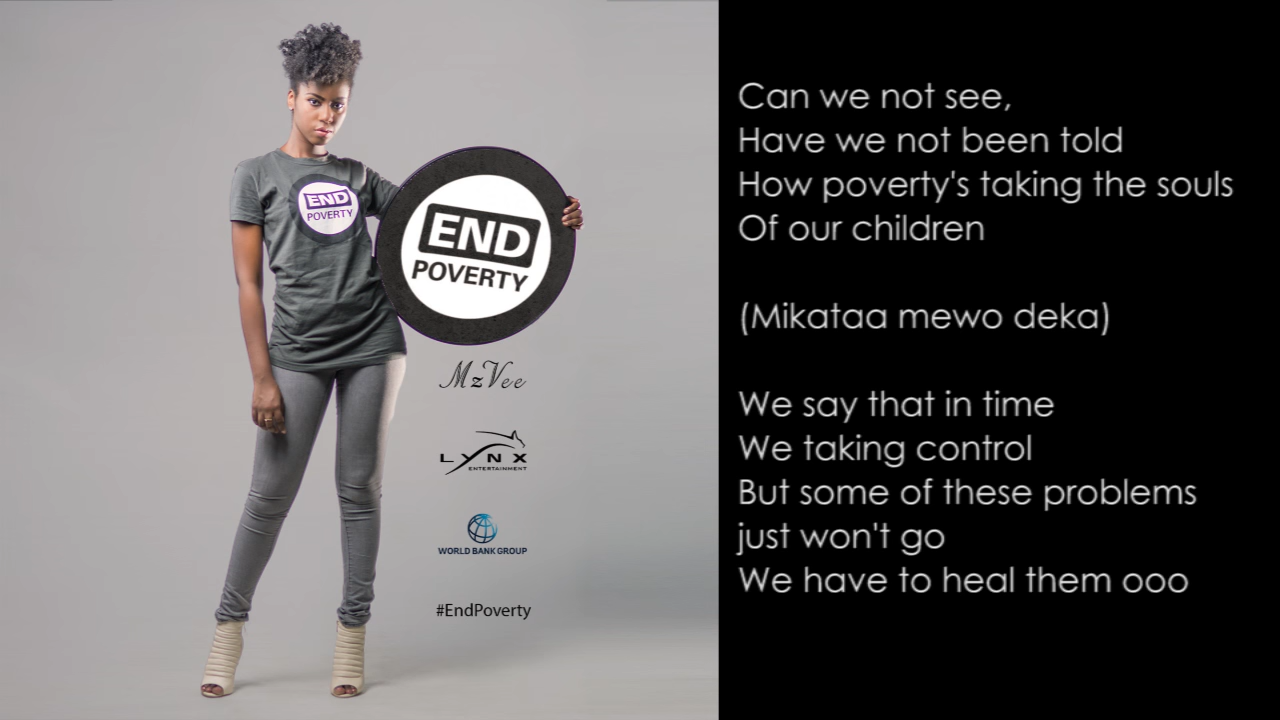 END
POVERTY
END
POVERTY
MzVee
LYNX
ENTERTAINMENT
WORLD BANK GROUP
#EndPoverty
Can we not see,
Have we not been told
How poverty's taking the souls
Of our children
(Mikataa mewo deka)
We say that in time
We taking control
But some of these problems
just won't go
We have to heal them ooo